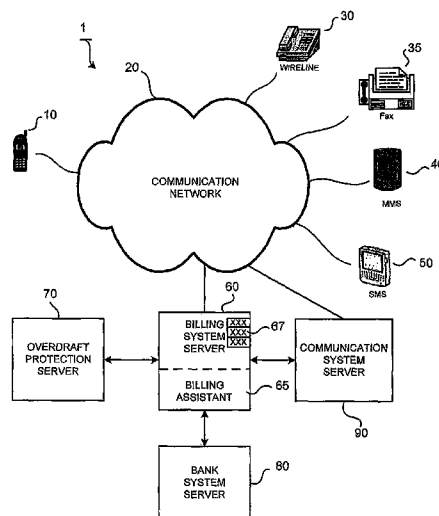 1
30
WIRELINE
20
35
Fax
10
COMMUNICATION
NETWORK
40
MMS
50
SMS
70
60
OVERDRAFT
PROTECTION
SERVER
BILLING
SYSTEM
SERVER
XXX
XXX
XXX
67
BILLING
ASSISTANT
65
COMMUNICATION
SYSTEM
SERVER
90
BANK
SYSTEM
SERVER
80